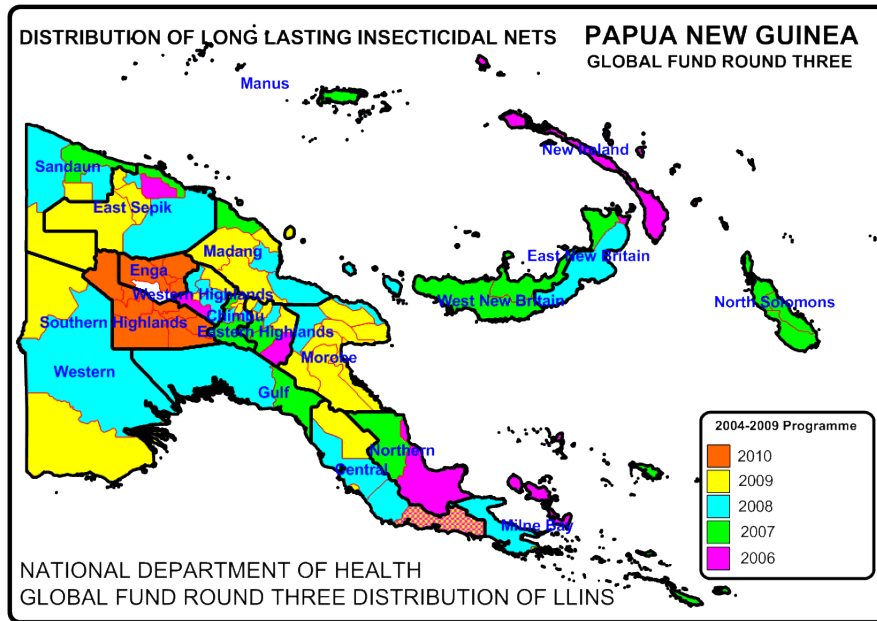 DISTRIBUTION OF LONG LASTING INSECTICIDAL NETS
PAPUA NEW GUINEA
GLOBAL FUND ROUND THREE
Manus
New Ireland
Sandaun
East Sepik
Madang
East New Britain
Enga
Western Highlands
West New Britain
North Solomons
Chimbu
Southern Highlands
Eastern Highlands
Morobe
Western
Gulf
Northern
Central
Milne Bay
2004-2009 Programme
2010
2009
2008
2007
2006
NATIONAL DEPARTMENT OF HEALTH
GLOBAL FUND ROUND THREE DISTRIBUTION OF LLINS